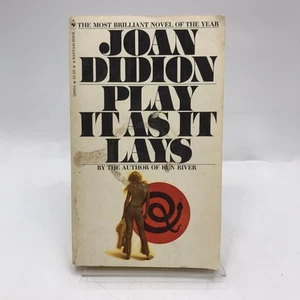 THE MOST BRILLIANT NOVEL OF THE YEAR
JOAN
DIDION
PLAY
IT AS IT
LAYS
BY THE AUTHOR OF RUN RIVER